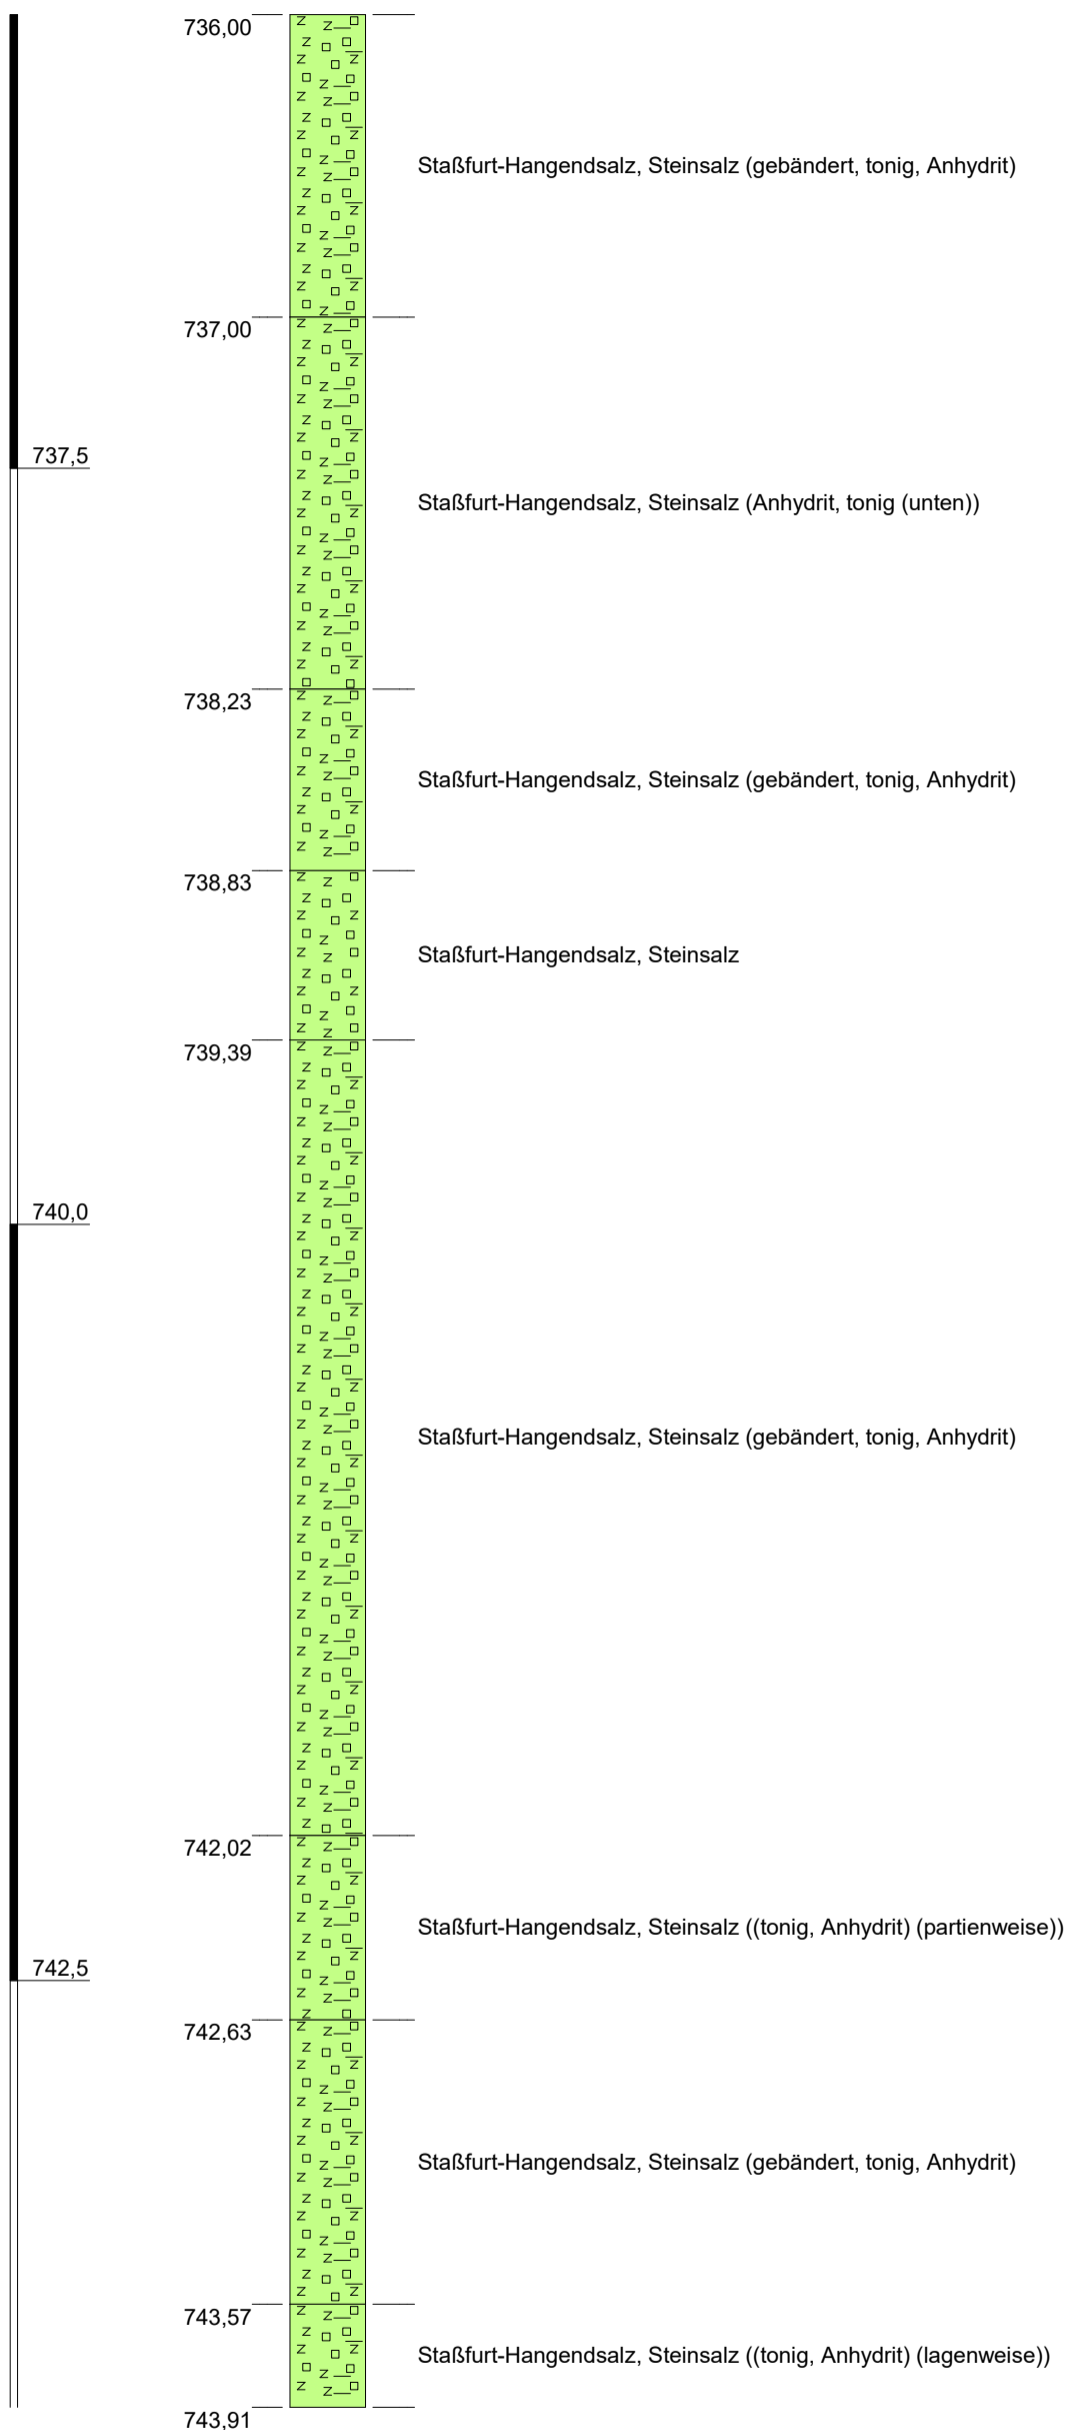 736,00
Staßfurt-Hangendsalz, Steinsalz (gebändert, tonig, Anhydrit)
737,00
737,5
Staßfurt-Hangendsalz, Steinsalz (Anhydrit, tonig (unten))
738,23
Staßfurt-Hangendsalz, Steinsalz (gebändert, tonig, Anhydrit)
738,83
Staßfurt-Hangendsalz, Steinsalz
739,39
740,0
Staßfurt-Hangendsalz, Steinsalz (gebändert, tonig, Anhydrit)
742,02
Staßfurt-Hangendsalz, Steinsalz ((tonig, Anhydrit) (partienweise))
742,5
742,63
Staßfurt-Hangendsalz, Steinsalz (gebändert, tonig, Anhydrit)
743,57
Staßfurt-Hangendsalz, Steinsalz ((tonig, Anhydrit) (lagenweise))
743,91